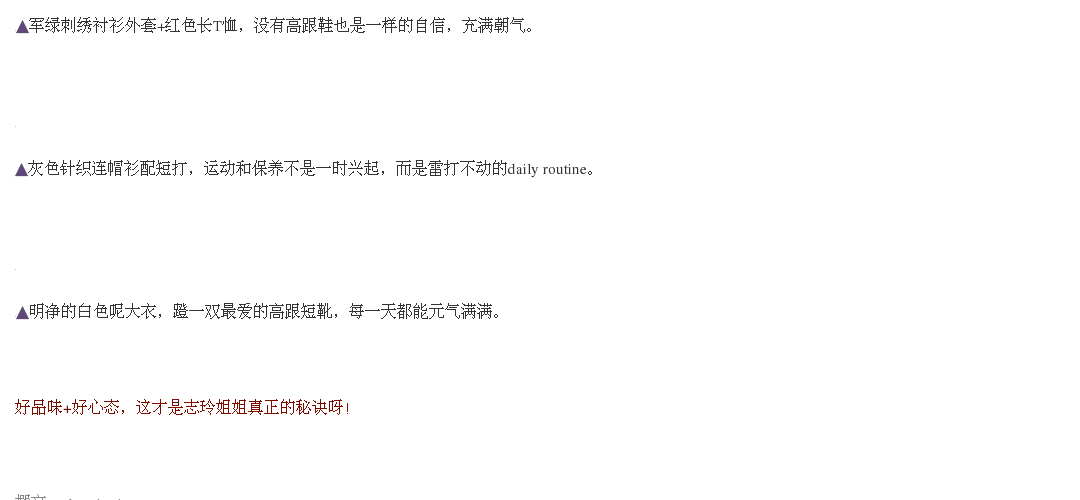 ▲军绿刺绣衬衫外套+红色长T恤，没有高跟鞋也是一样的自信，充满朝气。
▲灰色针织连帽衫配短打，运动和保养不是一时兴起，而是雷打不动的daily routine。
▲明净的白色呢大衣，蹬一双最爱的高跟短靴，每一天都能元气满满。
好品味+好心态，这才是志玲姐姐真正的秘诀呀!